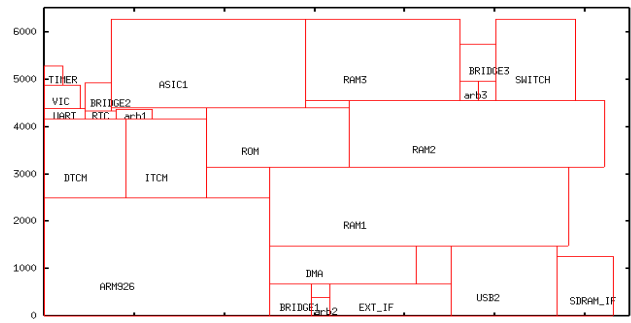 6000
5000
4000
3000
2000
1000
0
TIMER
VIC
UART
BRIDGE2
RTC
arb1
ASIC1
RAM3
BRIDGE3
arb3
SWITCH
ROM
RAM2
DTCM
ITCM
RAM1
ARM926
DMA
BRIDGE1
arb2
EXT_IF
USB2
SDRAM_IF